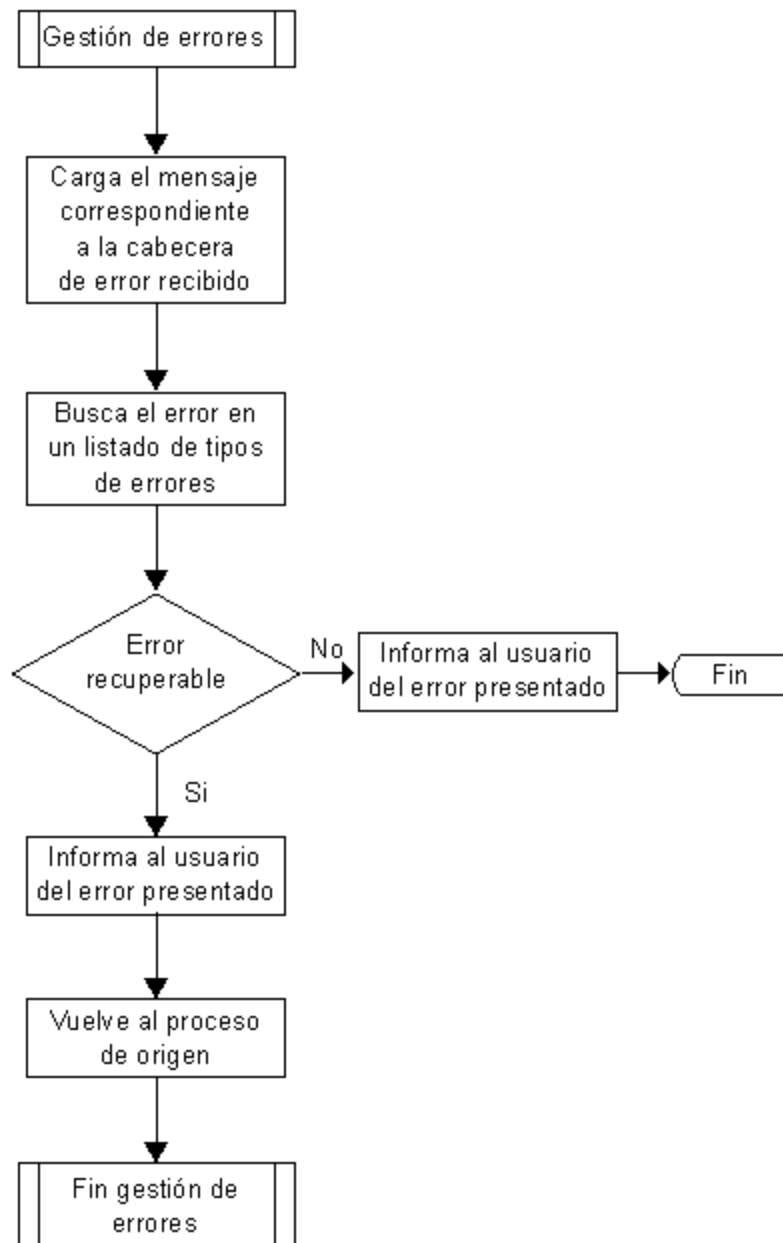 Gestión de errores
Carga el mensaje
correspondiente
a la cabecera
de error recibido
Busca el error en
un listado de tipos
de errores
Error
recuperable
No
Informa al usuario
del error presentado
Fin
Si
Informa al usuario
del error presentado
Vuelve al proceso
de origen
Fin gestión de
errores